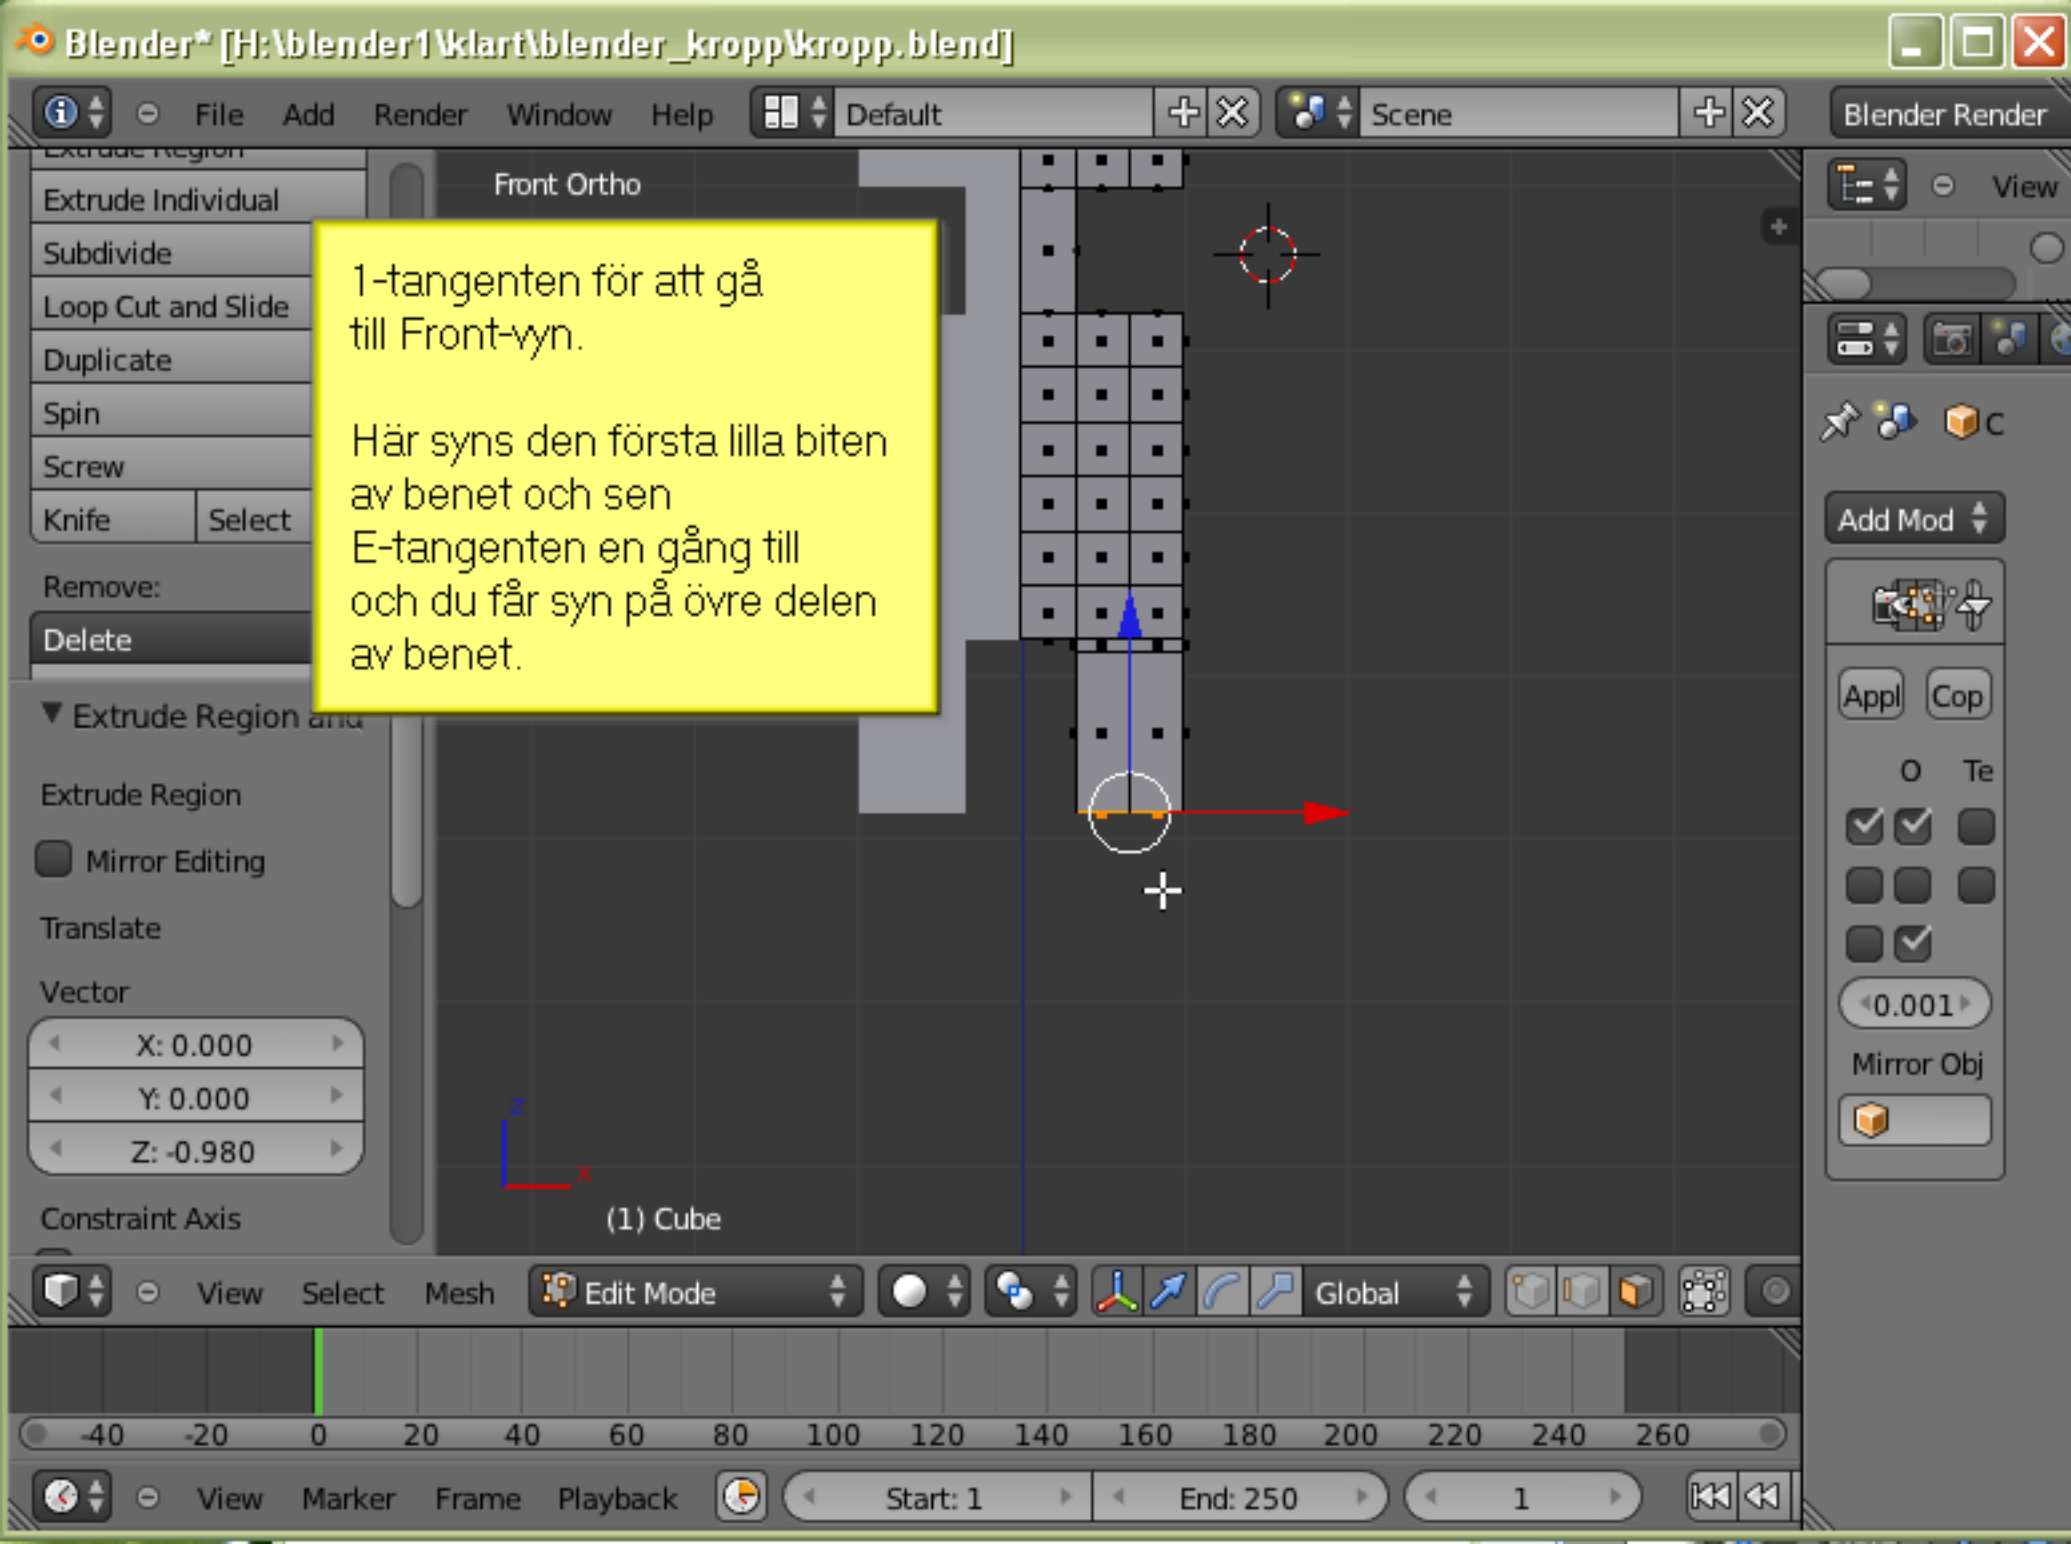 Blender* [H:\blender1\klart\blender_kropp\kropp.blend]
File Add Render Window Help Default Scene Blender Render
Extrude Region
Extrude Individual
Subdivide
Loop Cut and Slide
Duplicate
Spin
Screw
Knife Select
Remove:
Delete
Extrude Region and
Extrude Region
Mirror Editing
Translate
Vector
X: 0.000
Y: 0.000
Z: -0.980
Constraint Axis
Front Ortho
1-tangenten för att gå
till Front-vyn.
Här syns den första lilla biten
av benet och sen
E-tangenten en gång till
och du får syn på övre delen
av benet.
z
x
(1) Cube
View
C
Add Mod
Appl Cop
O Te
0.001
Mirror Obj
View Select Mesh Edit Mode Global
-40 -20 0 20 40 60 80 100 120 140 160 180 200 220 240 260
View Marker Frame Playback Start: 1 End: 250 1